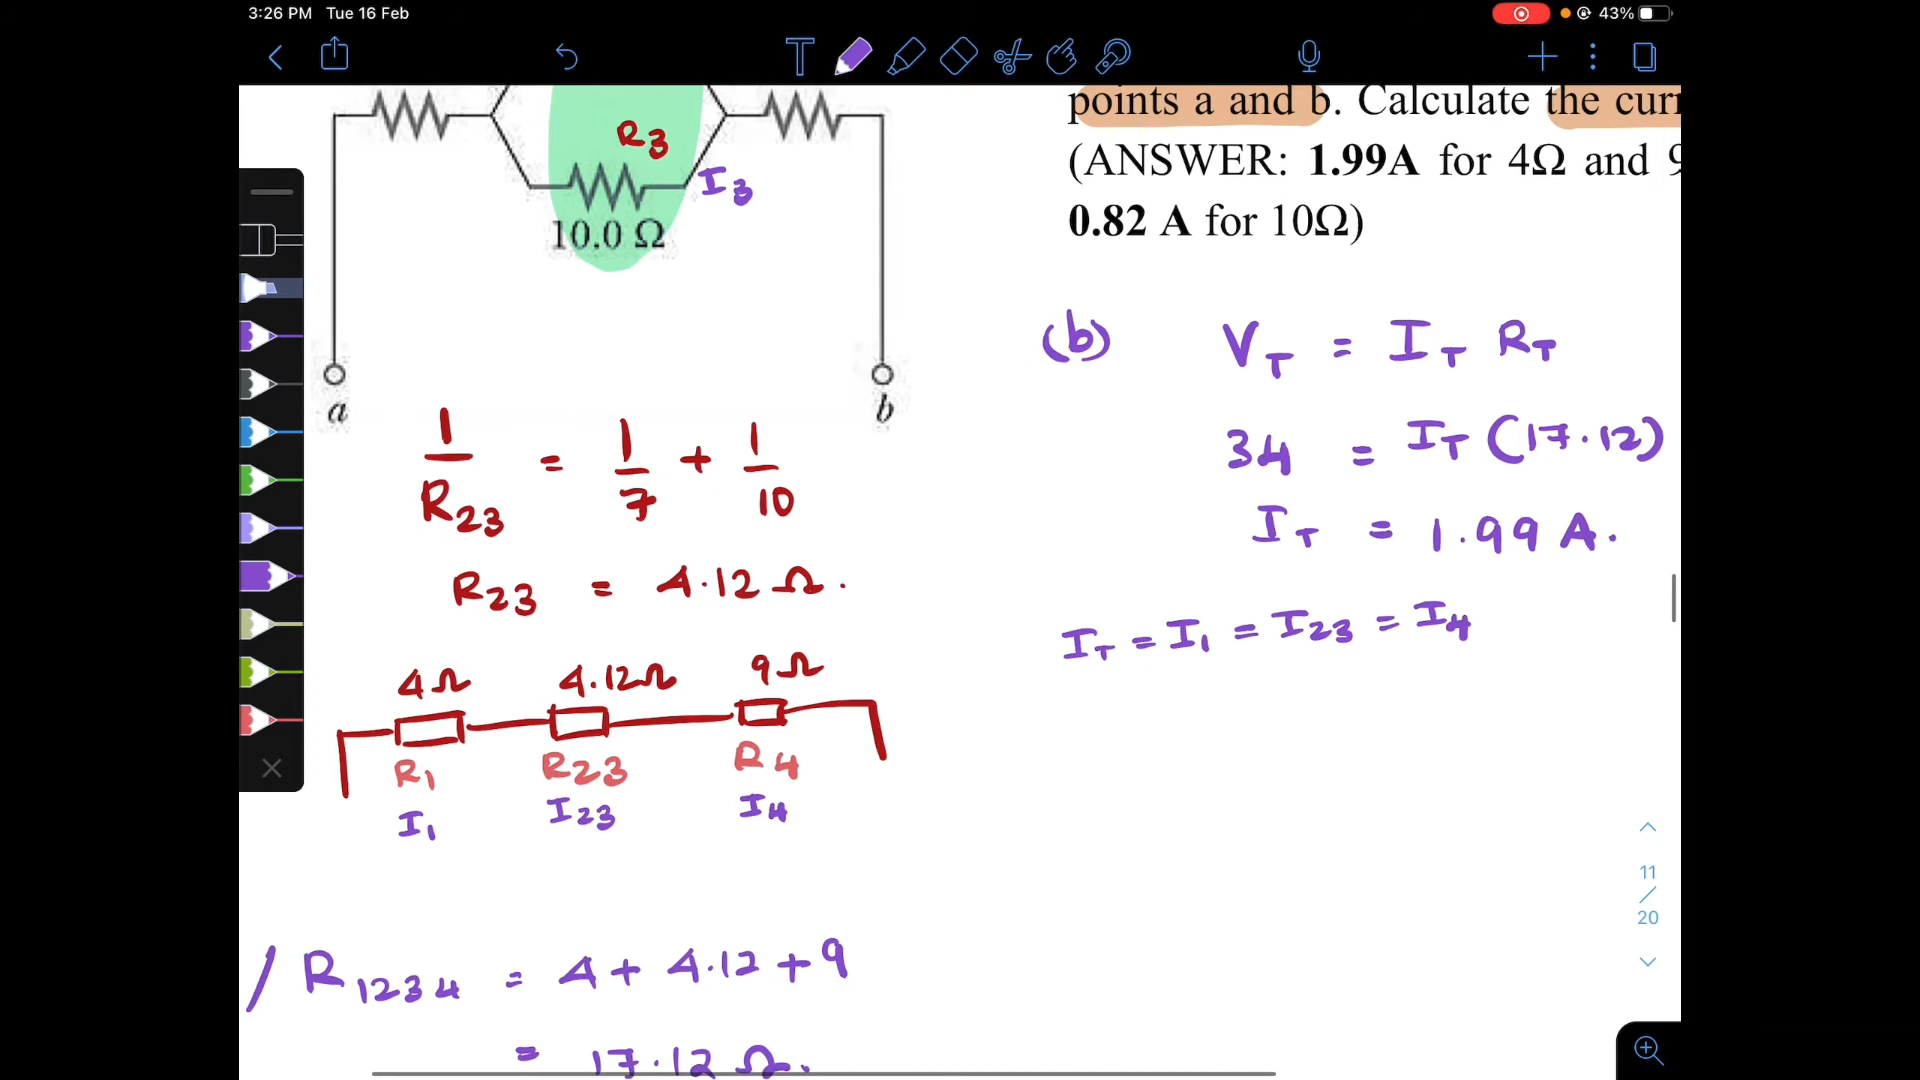 3:26 PM Tue 16 Feb
43%
R3
I3
10.0 Ω
a
b
1/R23 = 1/7 + 1/10
R23 = 4.12 Ω.
4Ω 4.12Ω 9Ω
R1 R23 R4
I1 I23 I4
/ R1234 = 4 + 4.12 + 9
= 17.12 Ω.
points a and b. Calculate the
(ANSWER: 1.99A for 4Ω and
0.82 A for 10Ω)
(b) VT = IT RT
34 = IT (17.12)
IT = 1.99 A.
IT = I1 = I23 = I4
11
/
20